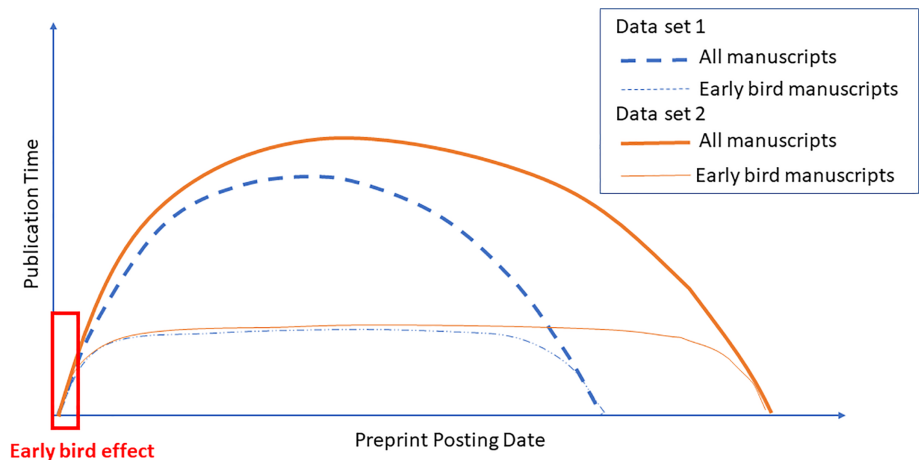 Data set 1
All manuscripts
Early bird manuscripts
Data set 2
All manuscripts
Early bird manuscripts
Publication Time
Preprint Posting Date
Early bird effect